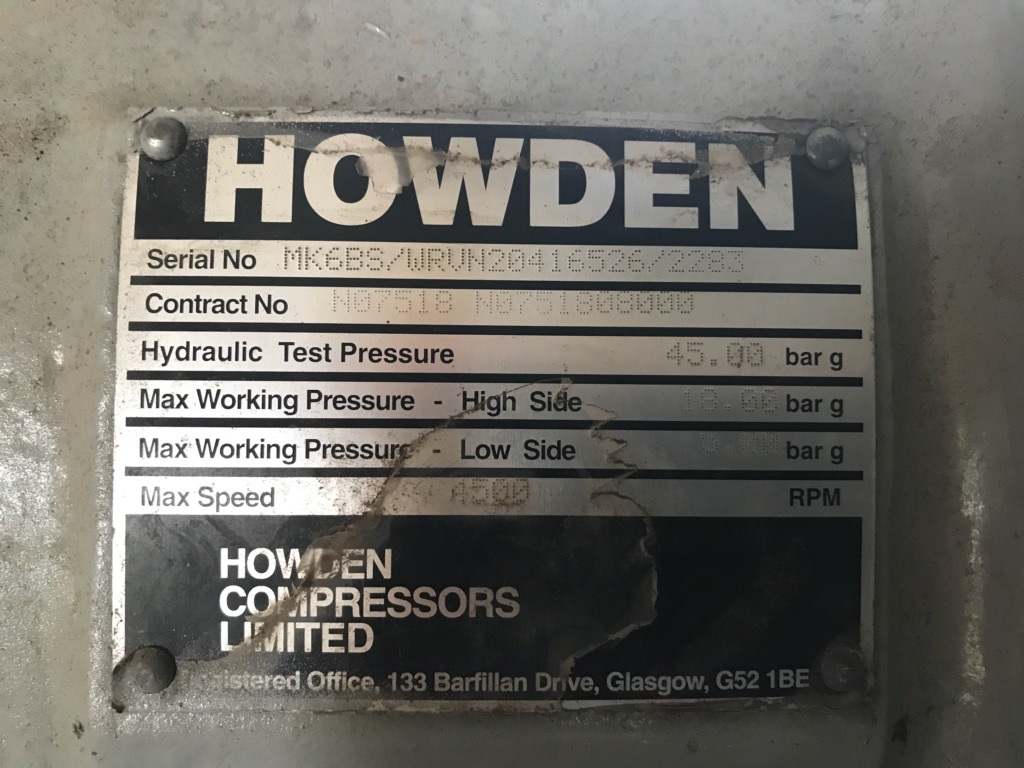 HOWDEN
Serial No MK6BS/WRVN20416526/2283
Contract No N07518 N0751808000
Hydraulic Test Pressure 45.00 bar g
Max Working Pressure - High Side 18.00 bar g
Max Working Pressure - Low Side bar g
Max Speed 4500 RPM
HOWDEN
COMPRESSORS
LIMITED
Office, 133 Barfillan Drive, Glasgow, G52 1BE